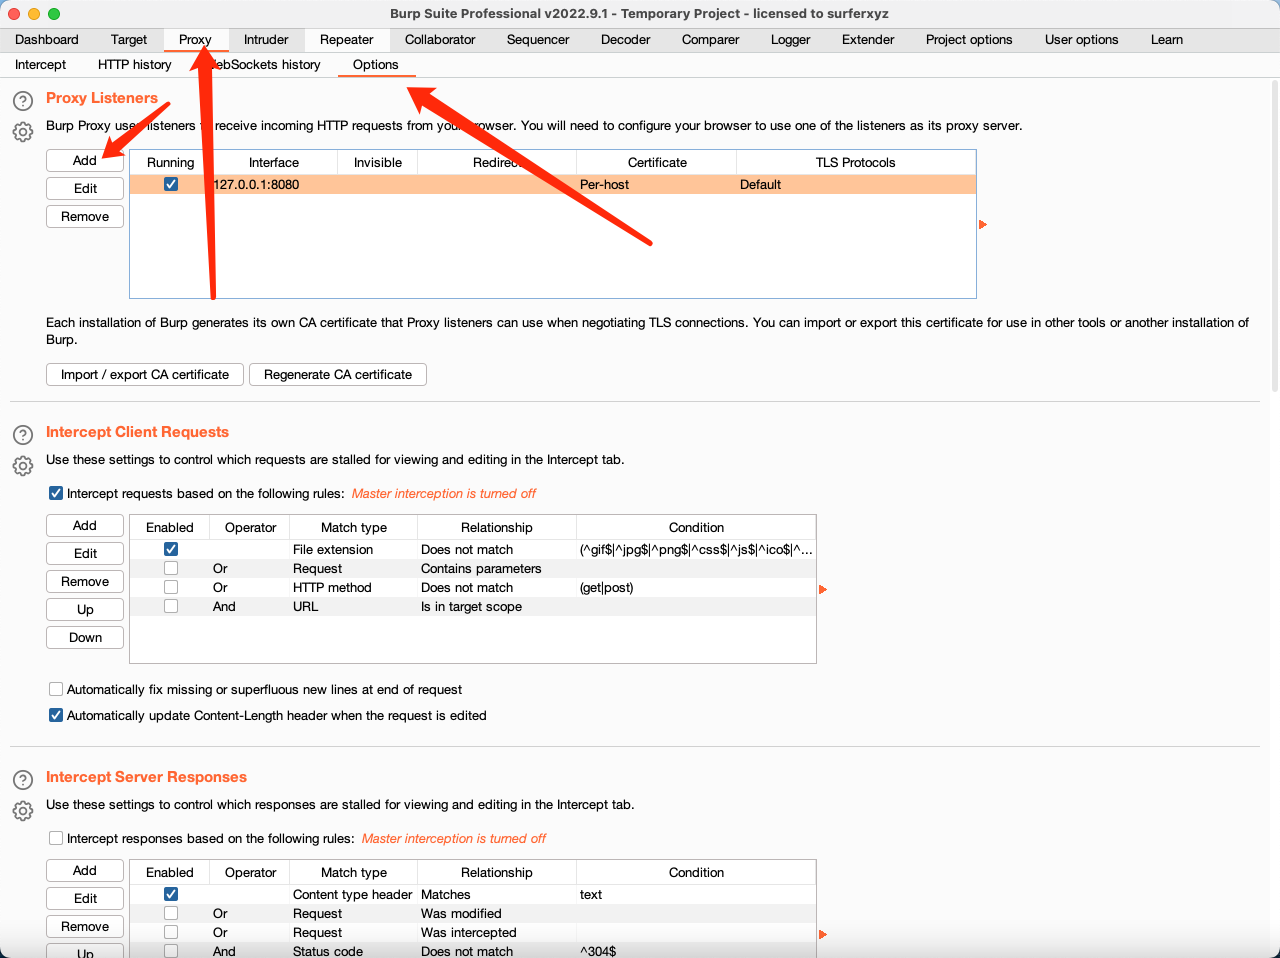 Burp Suite Professional v2022.9.1 - Temporary Project - licensed to surferxyz
Dashboard Target Proxy Intruder Repeater Collaborator Sequencer Decoder Comparer Logger Extender Project options User options Learn
Intercept HTTP history WebSockets history Options
Proxy Listeners
Burp Proxy uses listeners to receive incoming HTTP requests from your browser. You will need to configure your browser to use one of the listeners as its proxy server.
Add
Edit
Remove
Running Interface Invisible Redirect Certificate TLS Protocols
127.0.0.1:8080 Per-host Default
Each installation of Burp generates its own CA certificate that Proxy listeners can use when negotiating TLS connections. You can import or export this certificate for use in other tools or another installation of
Burp.
Import / export CA certificate Regenerate CA certificate
Intercept Client Requests
Use these settings to control which requests are stalled for viewing and editing in the Intercept tab.
Intercept requests based on the following rules: Master interception is turned off
Add
Edit
Remove
Up
Down
Enabled Operator Match type Relationship Condition
File extension Does not match (^gif$|^jpg$|^png$|^css$|^js$|^ico$|^...
Or Request Contains parameters
Or HTTP method Does not match (get|post)
And URL Is in target scope
Automatically fix missing or superfluous new lines at end of request
Automatically update Content-Length header when the request is edited
Intercept Server Responses
Use these settings to control which responses are stalled for viewing and editing in the Intercept tab.
Intercept responses based on the following rules: Master interception is turned off
Add
Edit
Remove
Up
Enabled Operator Match type Relationship Condition
Content type header Matches text
Or Request Was modified
Or Request Was intercepted
And Status code Does not match ^304$